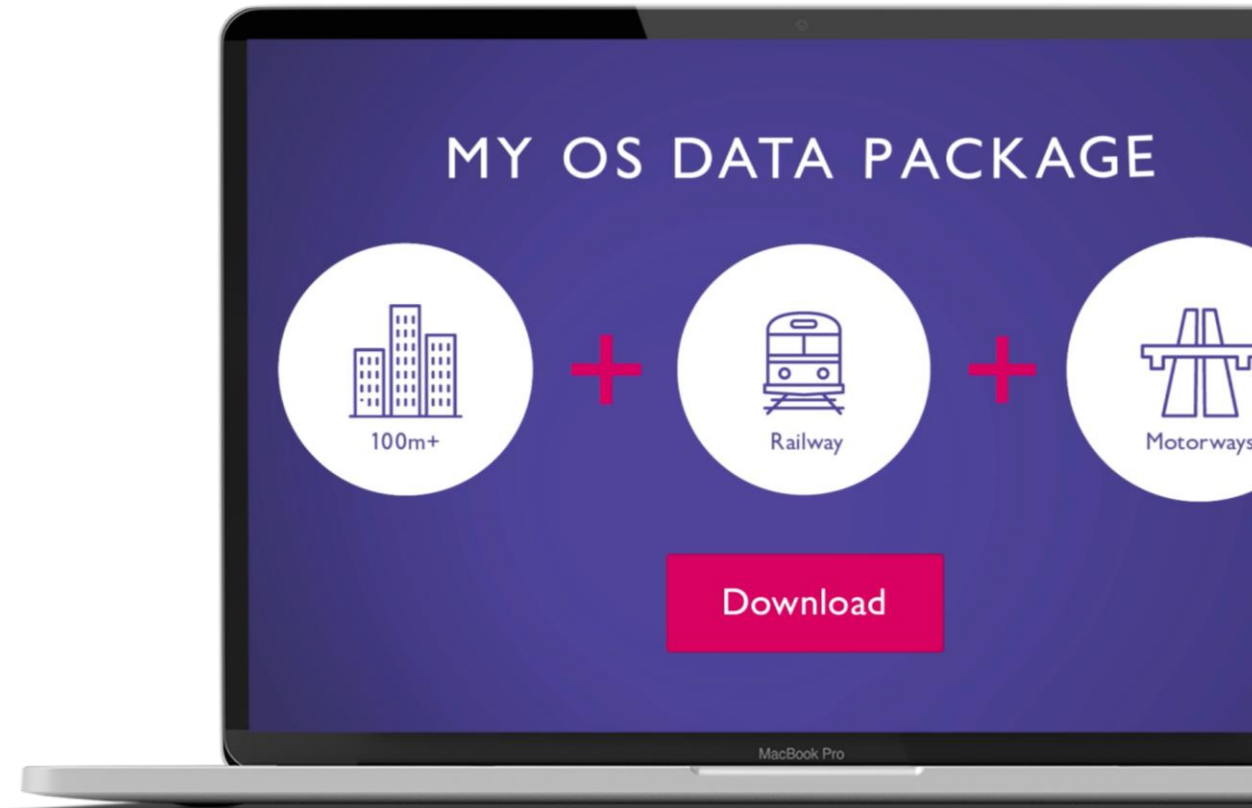 MY OS DATA PACKAGE
100m+
Railway
Motorways
Download
MacBook Pro